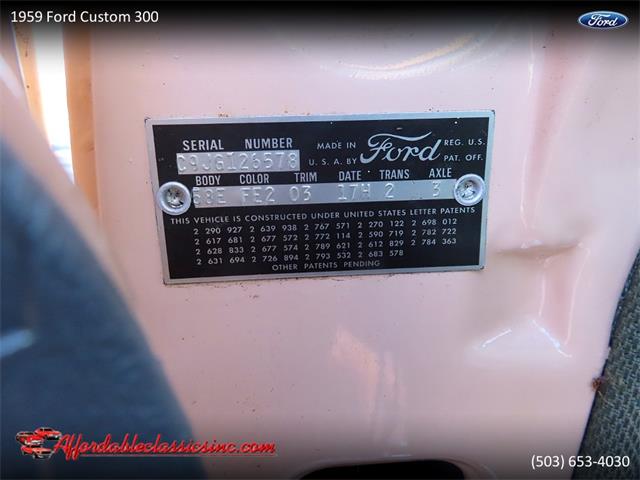 1959 Ford Custom 300
Ford
SERIAL NUMBER MADE IN Ford REG. U.S.
C9JG126578 U.S.A. BY PAT. OFF.
BODY COLOR TRIM DATE TRANS AXLE
58E FE2 03 17H 2 3
THIS VEHICLE IS CONSTRUCTED UNDER UNITED STATES LETTER PATENTS
2 290 927 2 639 938 2 767 571 2 270 122 2 698 012
2 617 681 2 677 572 2 772 114 2 590 719 2 782 722
2 628 833 2 677 574 2 789 621 2 612 829 2 784 363
2 631 694 2 726 894 2 793 532 2 683 578
OTHER PATENTS PENDING
Affordableclassicsinc.com
(503) 653-4030